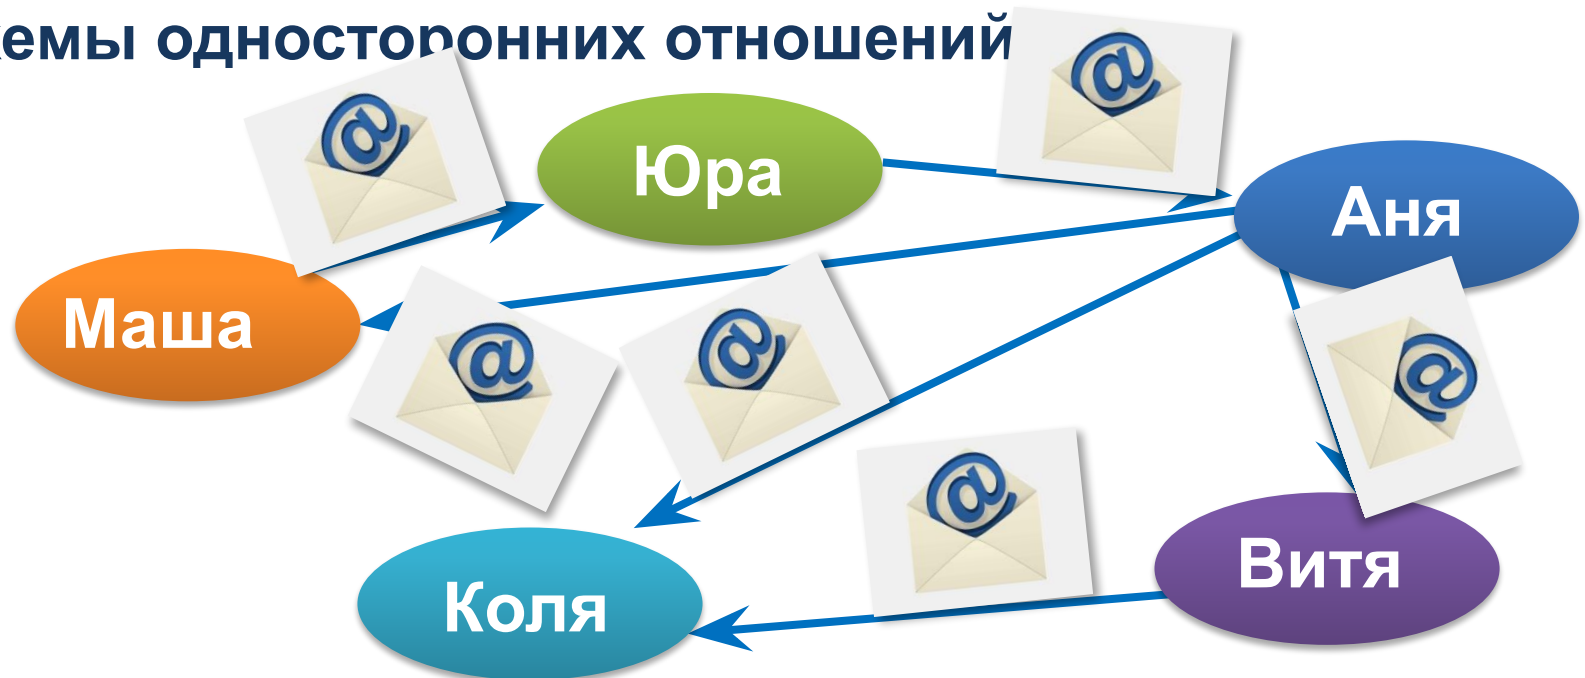 емы односторонних отношений
Юра
Аня
Маша
Витя
Коля